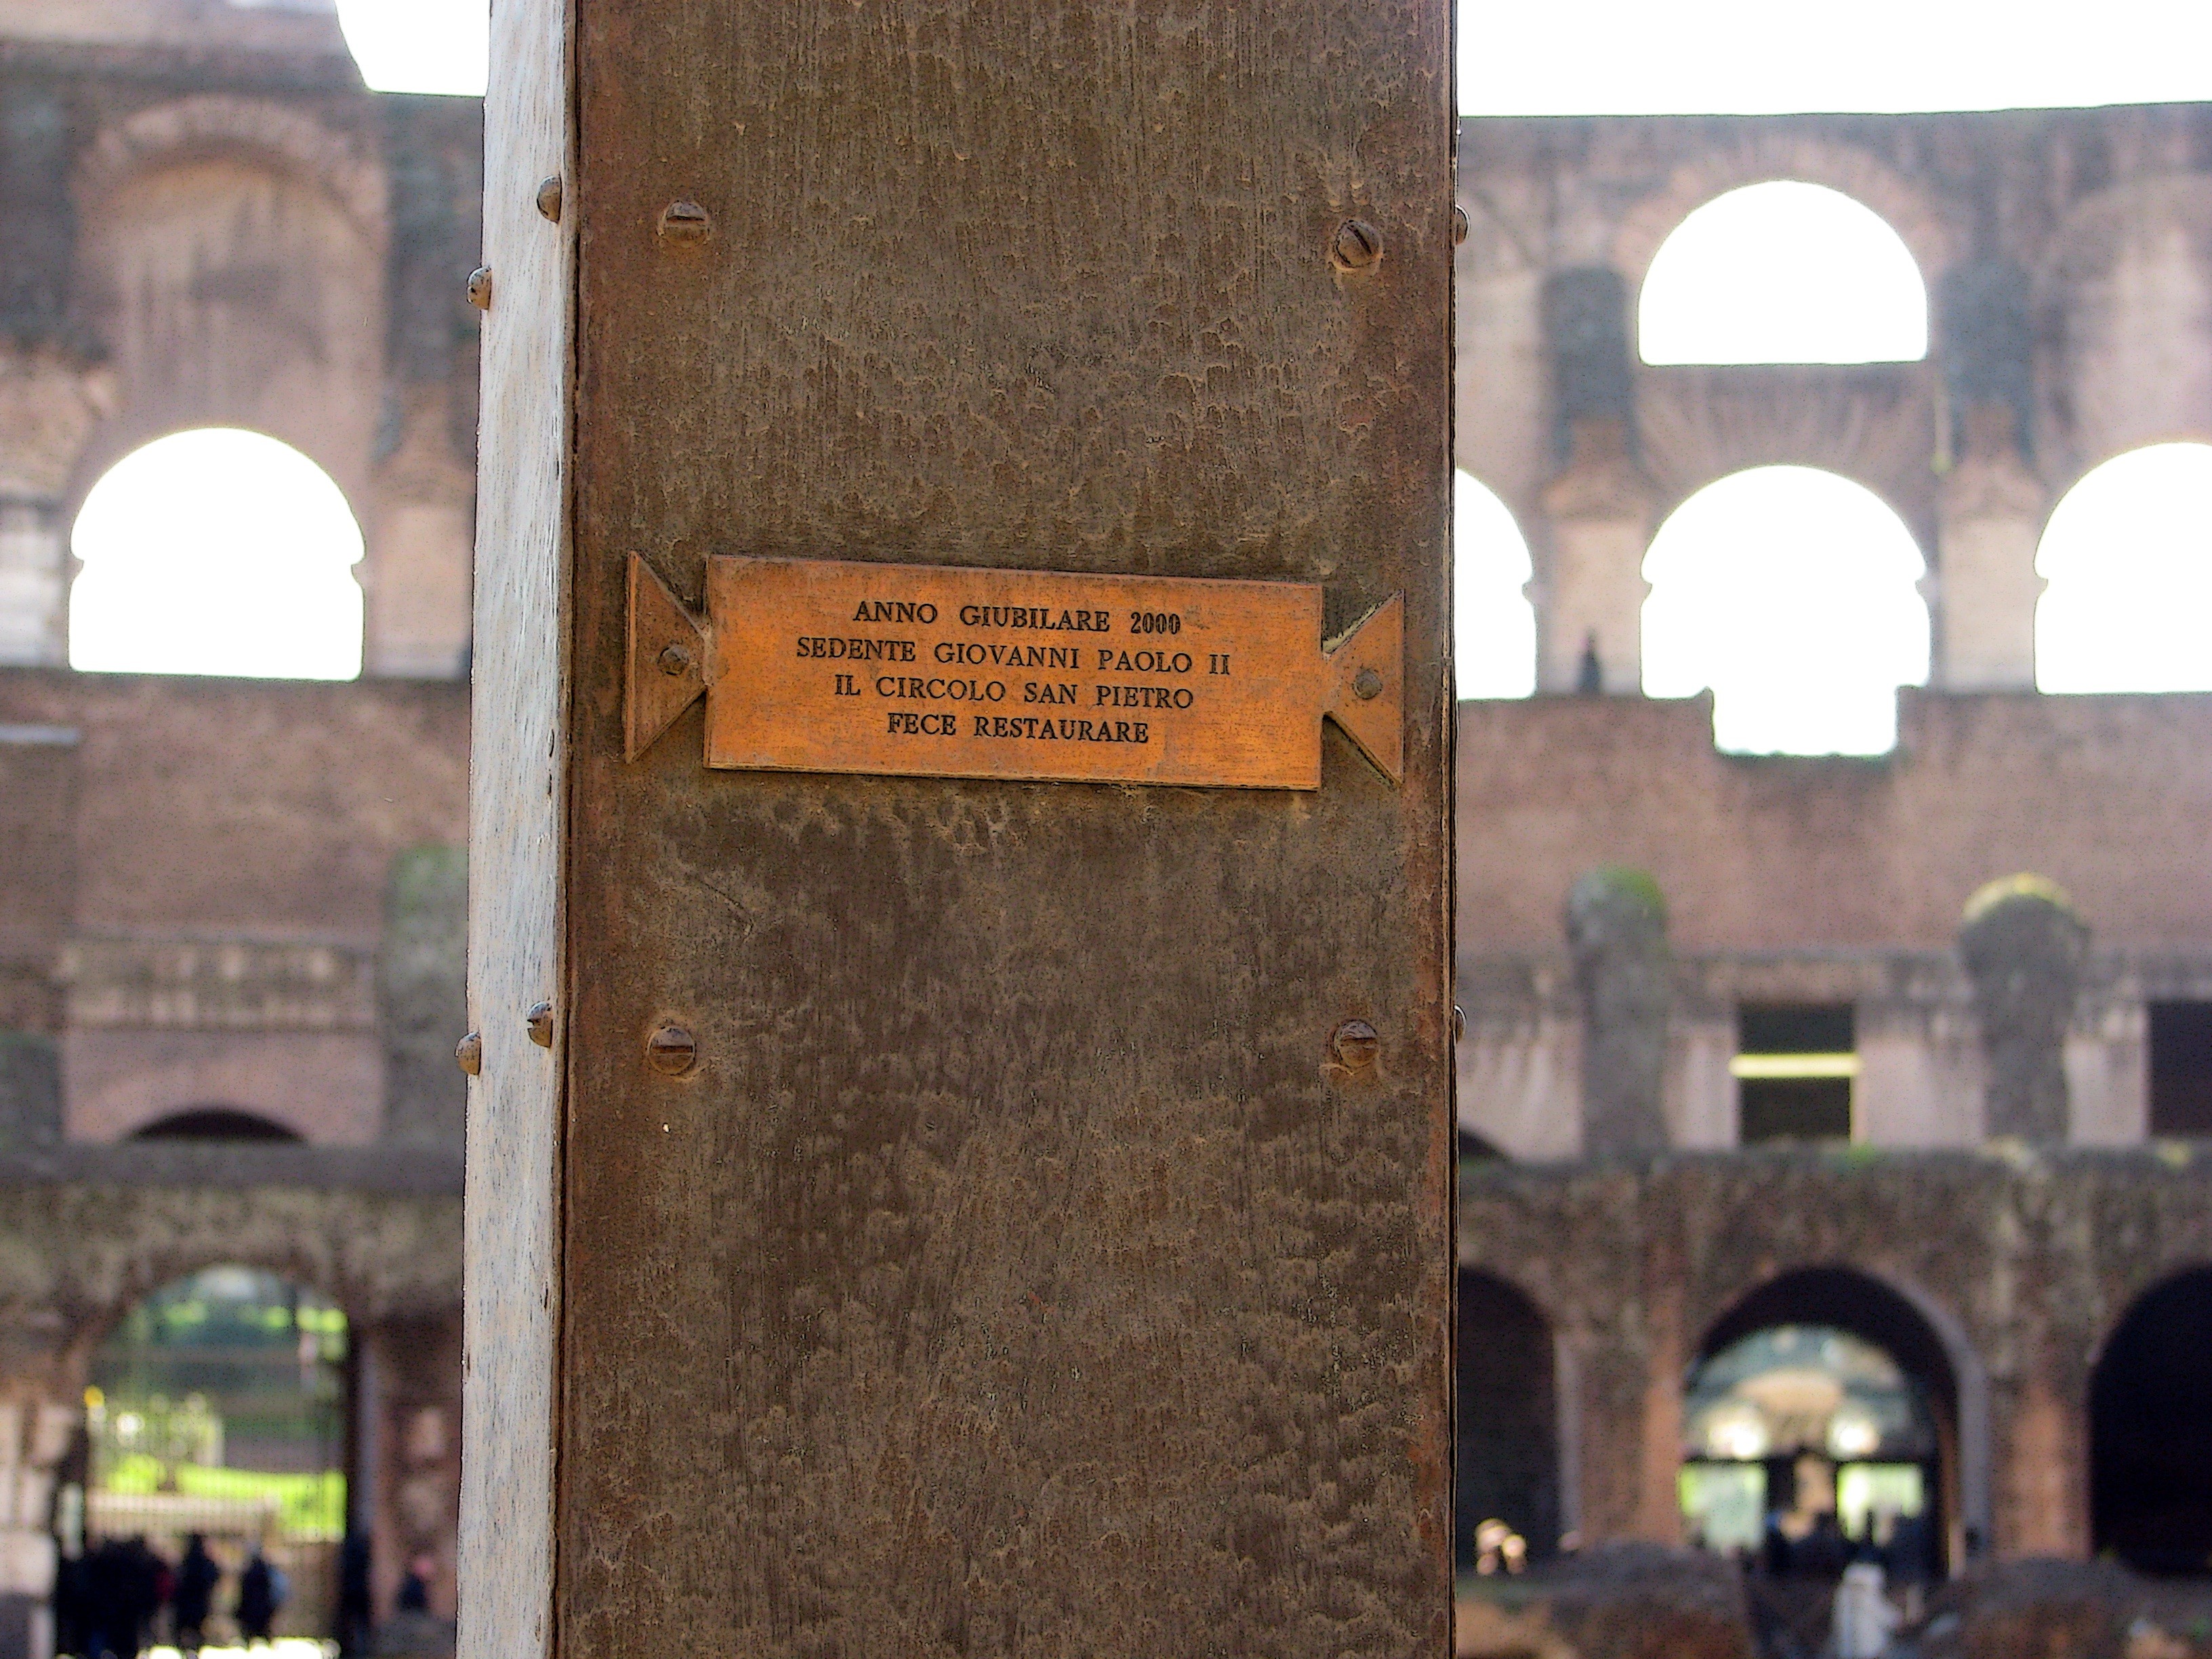 ANNO GIUBILARE 2000
SEDENTE GIOVANNI PAOLO II
IL CIRCOLO SAN PIETRO
FECE RESTAURARE